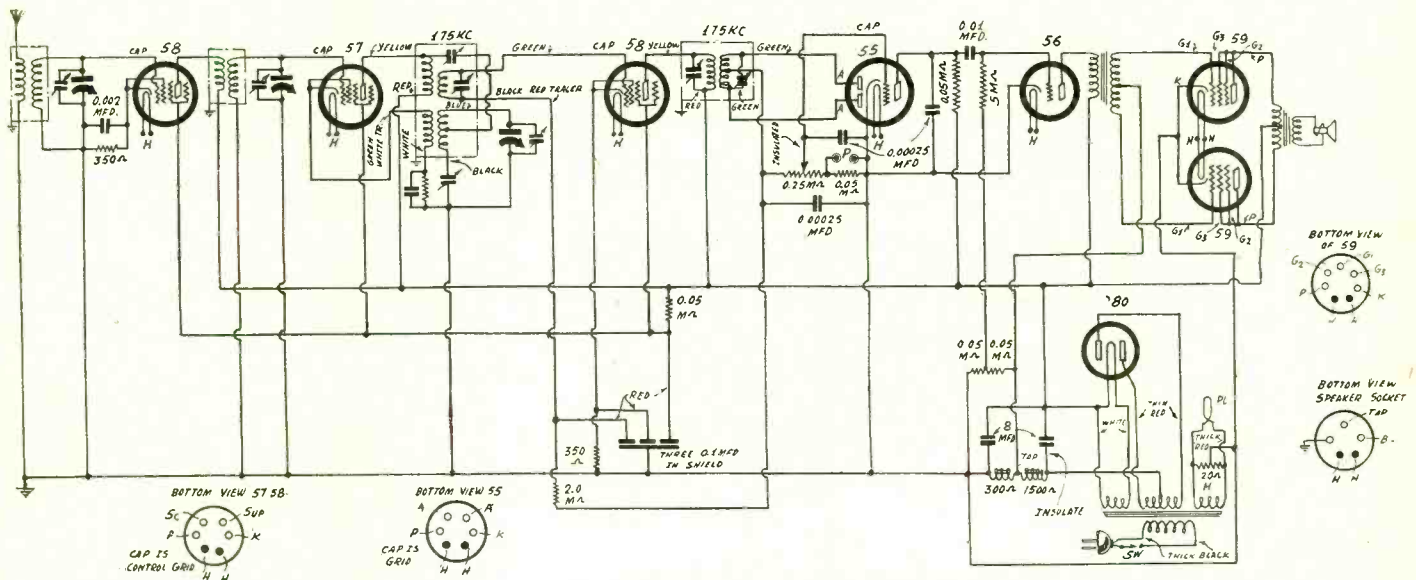 CAP
58
0.002
MFD.
350Ω
CAP
57
YELLOW
175KC
GREEN
RED
BLUE
BLACK RED TRACER
GREEN
WHITE TR.
WHITE
BLACK
H
H
CAP
58
YELLOW
175KC
GREEN
RED
GREEN
H
CAP
55
A
A
H
INSULATED
P
0.00025
MFD
0.25MΩ
0.05
MΩ
0.00025
MFD
0.05MΩ
0.01
MFD.
.5MΩ
56
H
G1
G3
59
G2
P
K
H
H
K
G1
G3
59
G2
P
0.05
MΩ
RED
THREE 0.1MFD
IN SHIELD
350
Ω
2.0
MΩ
0.05
MΩ
0.05
MΩ
'80
8
MFD
TAP
300Ω
1500Ω
INSULATE
WHITE
THIN
RED
PL
THICK
RED
20Ω
H
SW
THICK BLACK
BOTTOM VIEW
OF 59
G2
G1
G3
P
K
H
H
BOTTOM VIEW
SPEAKER SOCKET
TAP
B-
H
H
BOTTOM VIEW 57 58.
SC
SUP
P
K
CAP IS
CONTROL GRID
H
H
BOTTOM VIEW 55
A
A
P
K
CAP IS
GRID
H
H